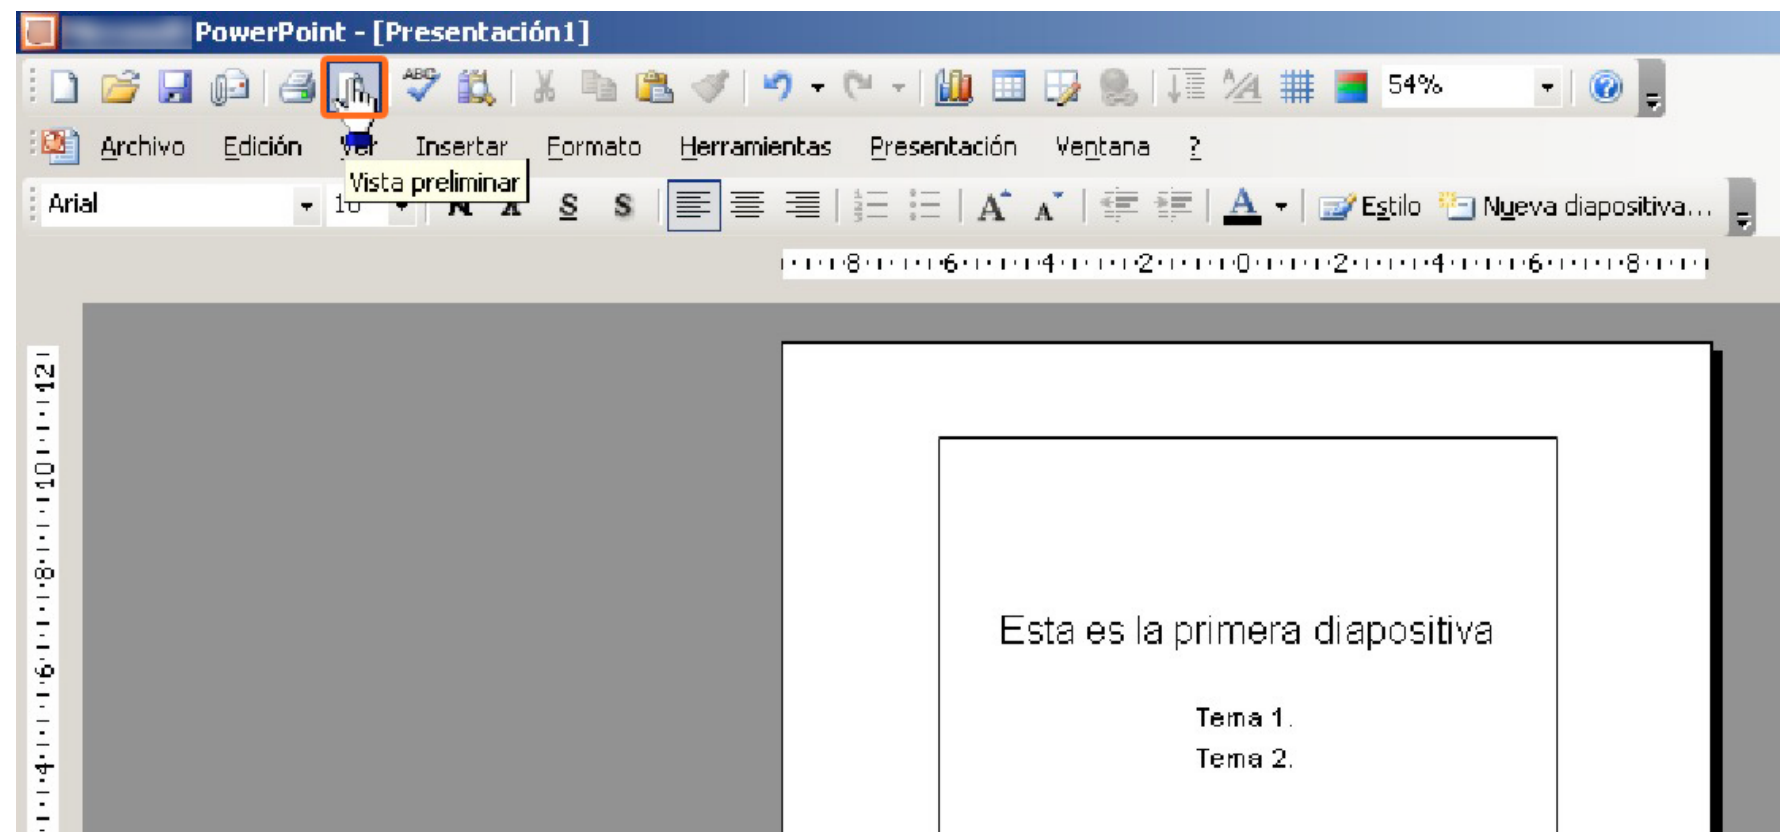 PowerPoint - [Presentación1]
ABC
54%
Archivo Edición Ver Insertar Formato Herramientas Presentación Ventana ?
Vista preliminar
Arial S S A A A Estilo Nueva diapositiva...
8 6 4 2 0 2 4 6 8
12
10
8
6
4
Esta es la primera diapositiva
Tema 1.
Tema 2.